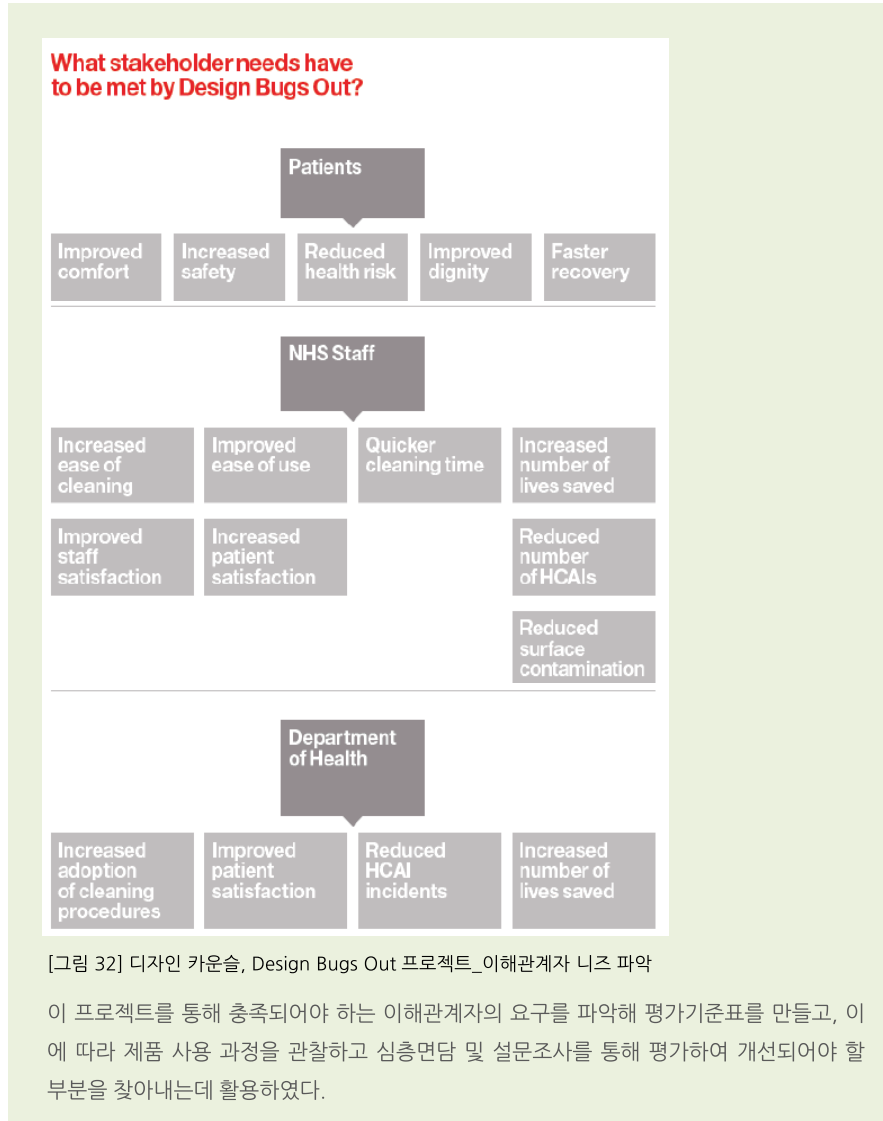 What stakeholder needs have
to be met by Design Bugs Out?
Patients
Improved
comfort
Increased
safety
Reduced
health risk
Improved
dignity
Faster
recovery
NHS Staff
Increased
ease of
cleaning
Improved
ease of use
Quicker
cleaning time
Increased
number of
lives saved
Improved
staff
satisfaction
Increased
patient
satisfaction
Reduced
number
of HCAIs
Reduced
surface
contamination
Department
of Health
Increased
adoption
of cleaning
procedures
Improved
patient
satisfaction
Reduced
HCAI
incidents
Increased
number of
lives saved
[그림 32] 디자인 카운슬, Design Bugs Out 프로젝트_이해관계자 니즈 파악
이 프로젝트를 통해 충족되어야 하는 이해관계자의 요구를 파악해 평가기준표를 만들고, 이
에 따라 제품 사용 과정을 관찰하고 심층면담 및 설문조사를 통해 평가하여 개선되어야 할
부분을 찾아내는데 활용하였다.